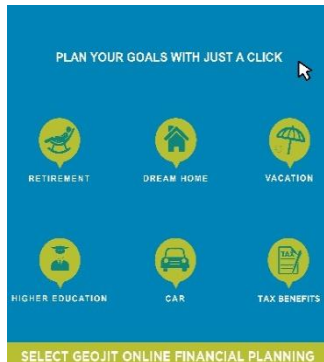 PLAN YOUR GOALS WITH JUST A CLICK
RETIREMENT
DREAM HOME
VACATION
HIGHER EDUCATION
CAR
TAX
TAX BENEFITS
SELECT GEOJIT ONLINE FINANCIAL PLANNING